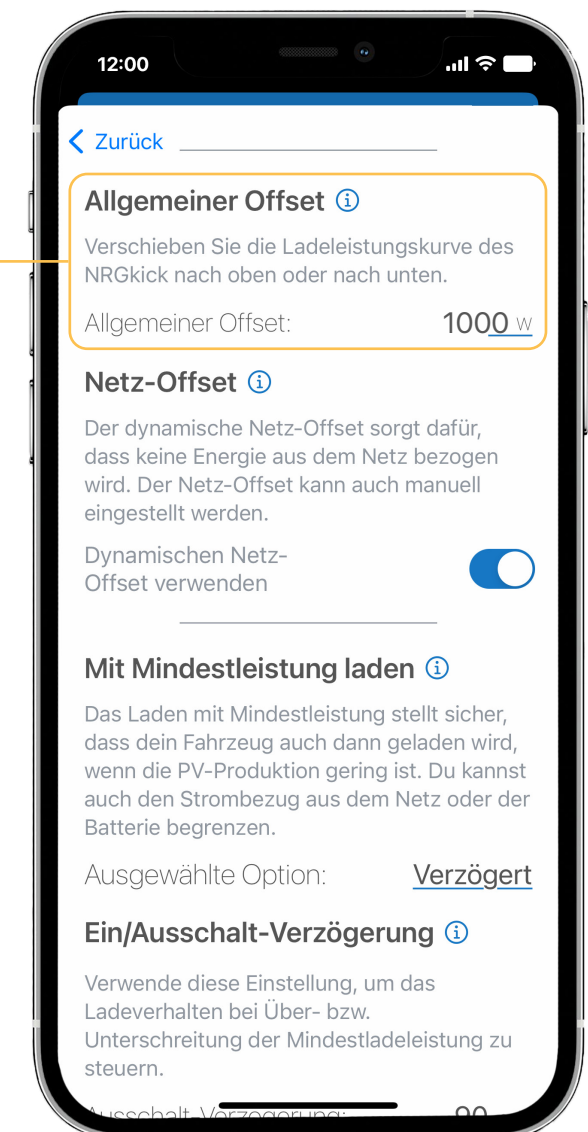 12:00
Zurück
Allgemeiner Offset
Verschieben Sie die Ladeleistungskurve des
NRGkick nach oben oder nach unten.
Allgemeiner Offset: 1000 W
Netz-Offset
Der dynamische Netz-Offset sorgt dafür,
dass keine Energie aus dem Netz bezogen
wird. Der Netz-Offset kann auch manuell
eingestellt werden.
Dynamischen Netz-
Offset verwenden
Mit Mindestleistung laden
Das Laden mit Mindestleistung stellt sicher,
dass dein Fahrzeug auch dann geladen wird,
wenn die PV-Produktion gering ist. Du kannst
auch den Strombezug aus dem Netz oder der
Batterie begrenzen.
Ausgewählte Option: Verzögert
Ein/Ausschalt-Verzögerung
Verwende diese Einstellung, um das
Ladeverhalten bei Über- bzw.
Unterschreitung der Mindestladeleistung zu
steuern.
Ausschalt-Verzögerung: